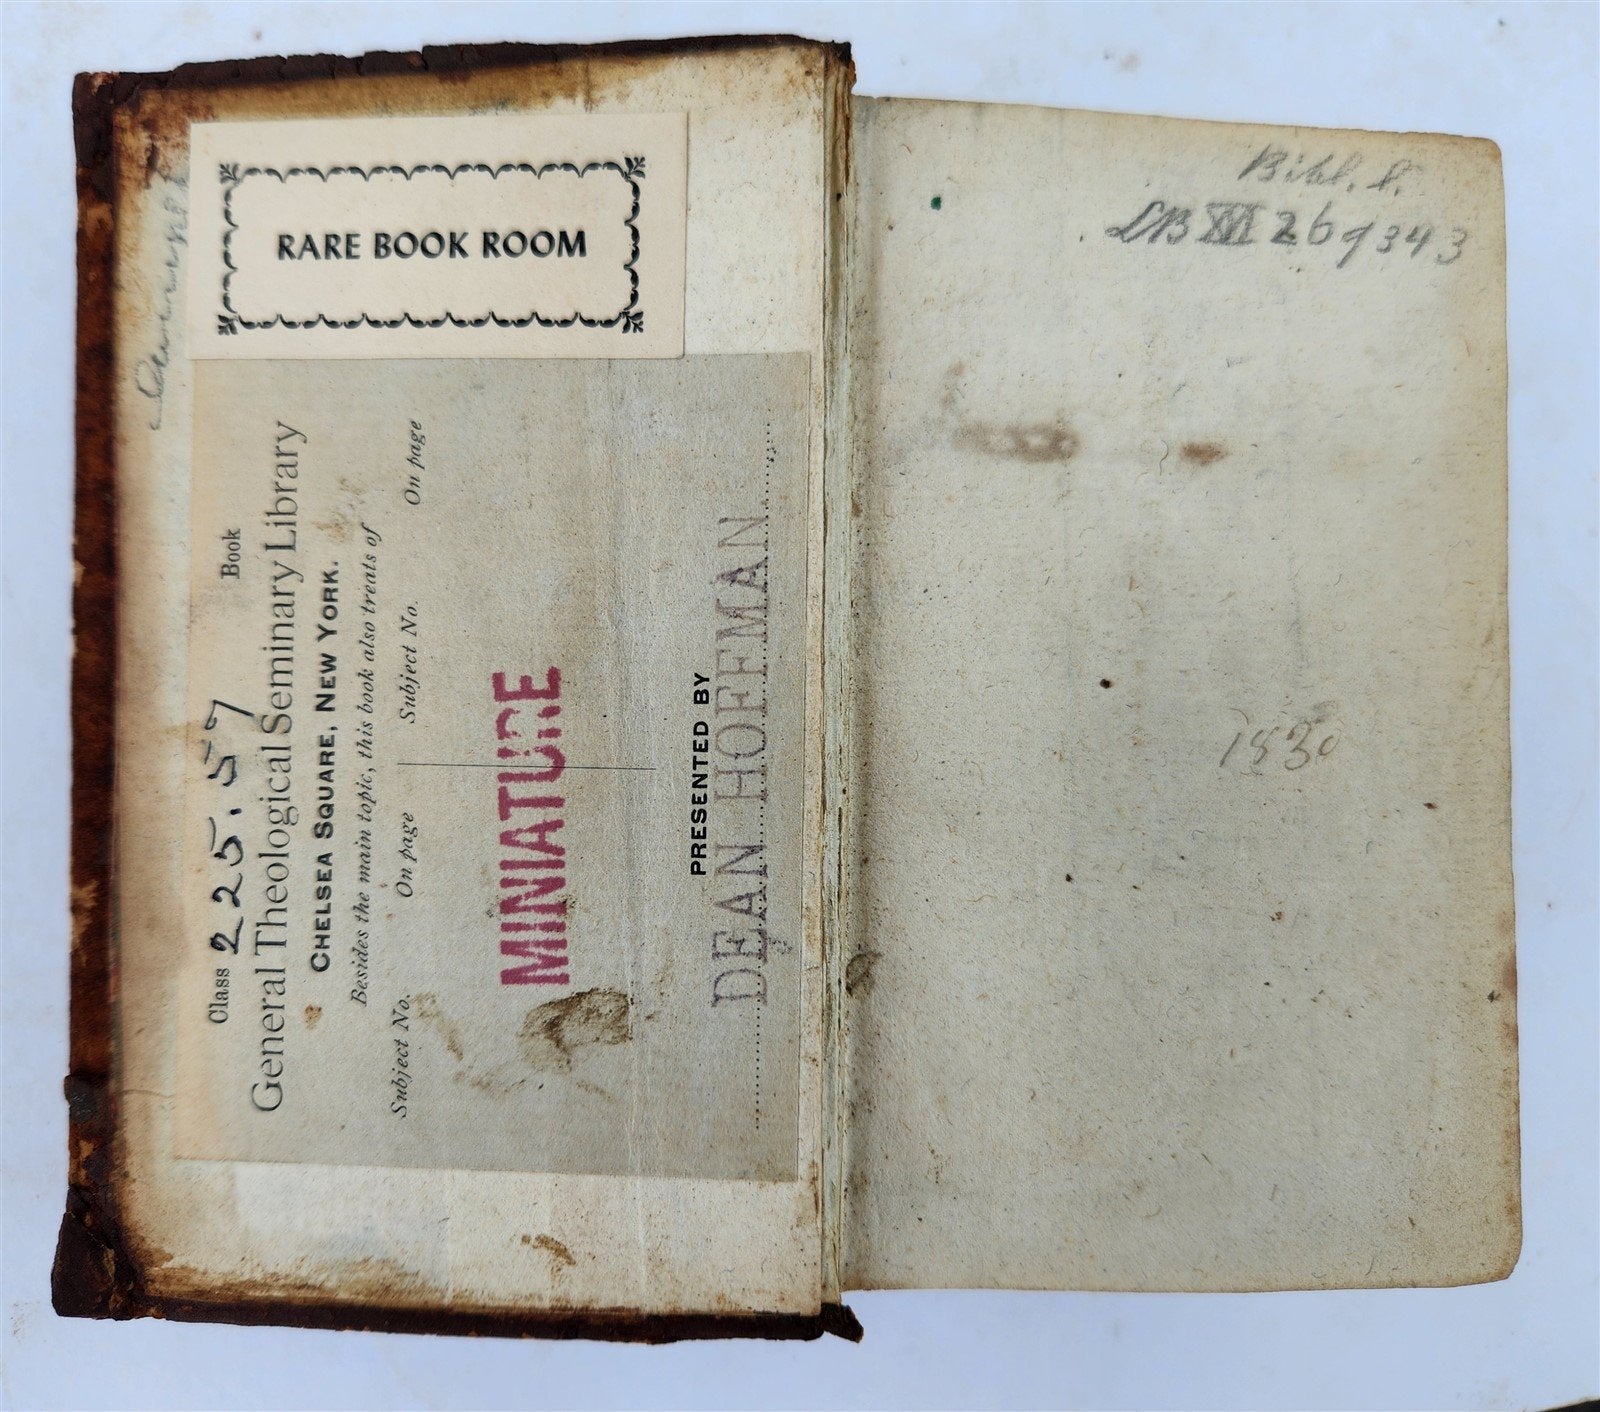 RARE BOOK ROOM
Class 225.57 Book
General Theological Seminary Library
CHELSEA SQUARE, NEW YORK.
Besides the main topic, this book also treats of
Subject No. On page Subject No. On page
MINIATURE
PRESENTED BY
DEAN HOFFMAN
Bibl. S.
1830